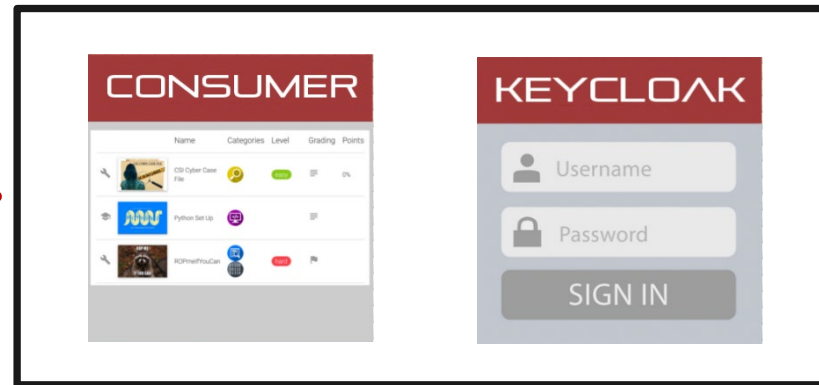 CONSUMER
Name Categories Level Grading Points
CSI Cyber Case
File
easy
0%
Python Set Up
ROPmeIfYouCan
hard
KEYCLOAK
Username
Password
SIGN IN